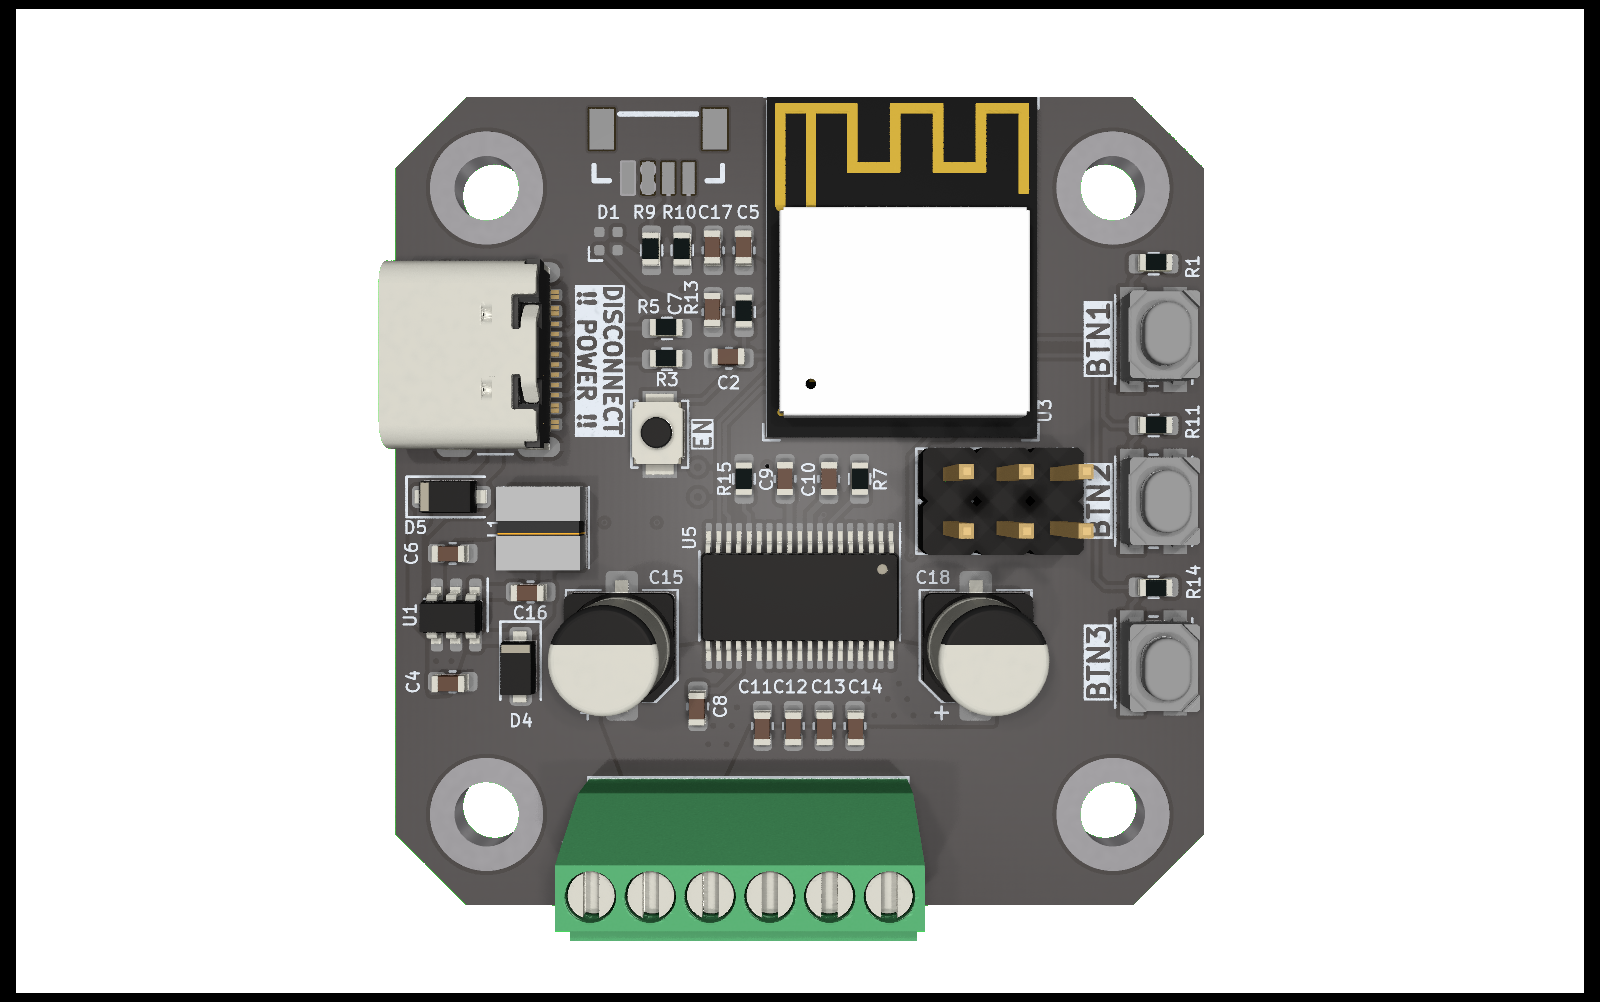 D1 R9 R10 C17 C5
R1
DISCONNECT
!! POWER !!
R5 C7 R13
BTN1
R3 C2
U3
R11
EN
BTN2
R15 C9 C10 R7
D5
1
U5
C6
C15 C18
R14
U1
C16
BTN3
C4
C11 C12 C13 C14
C8
D4
+
+